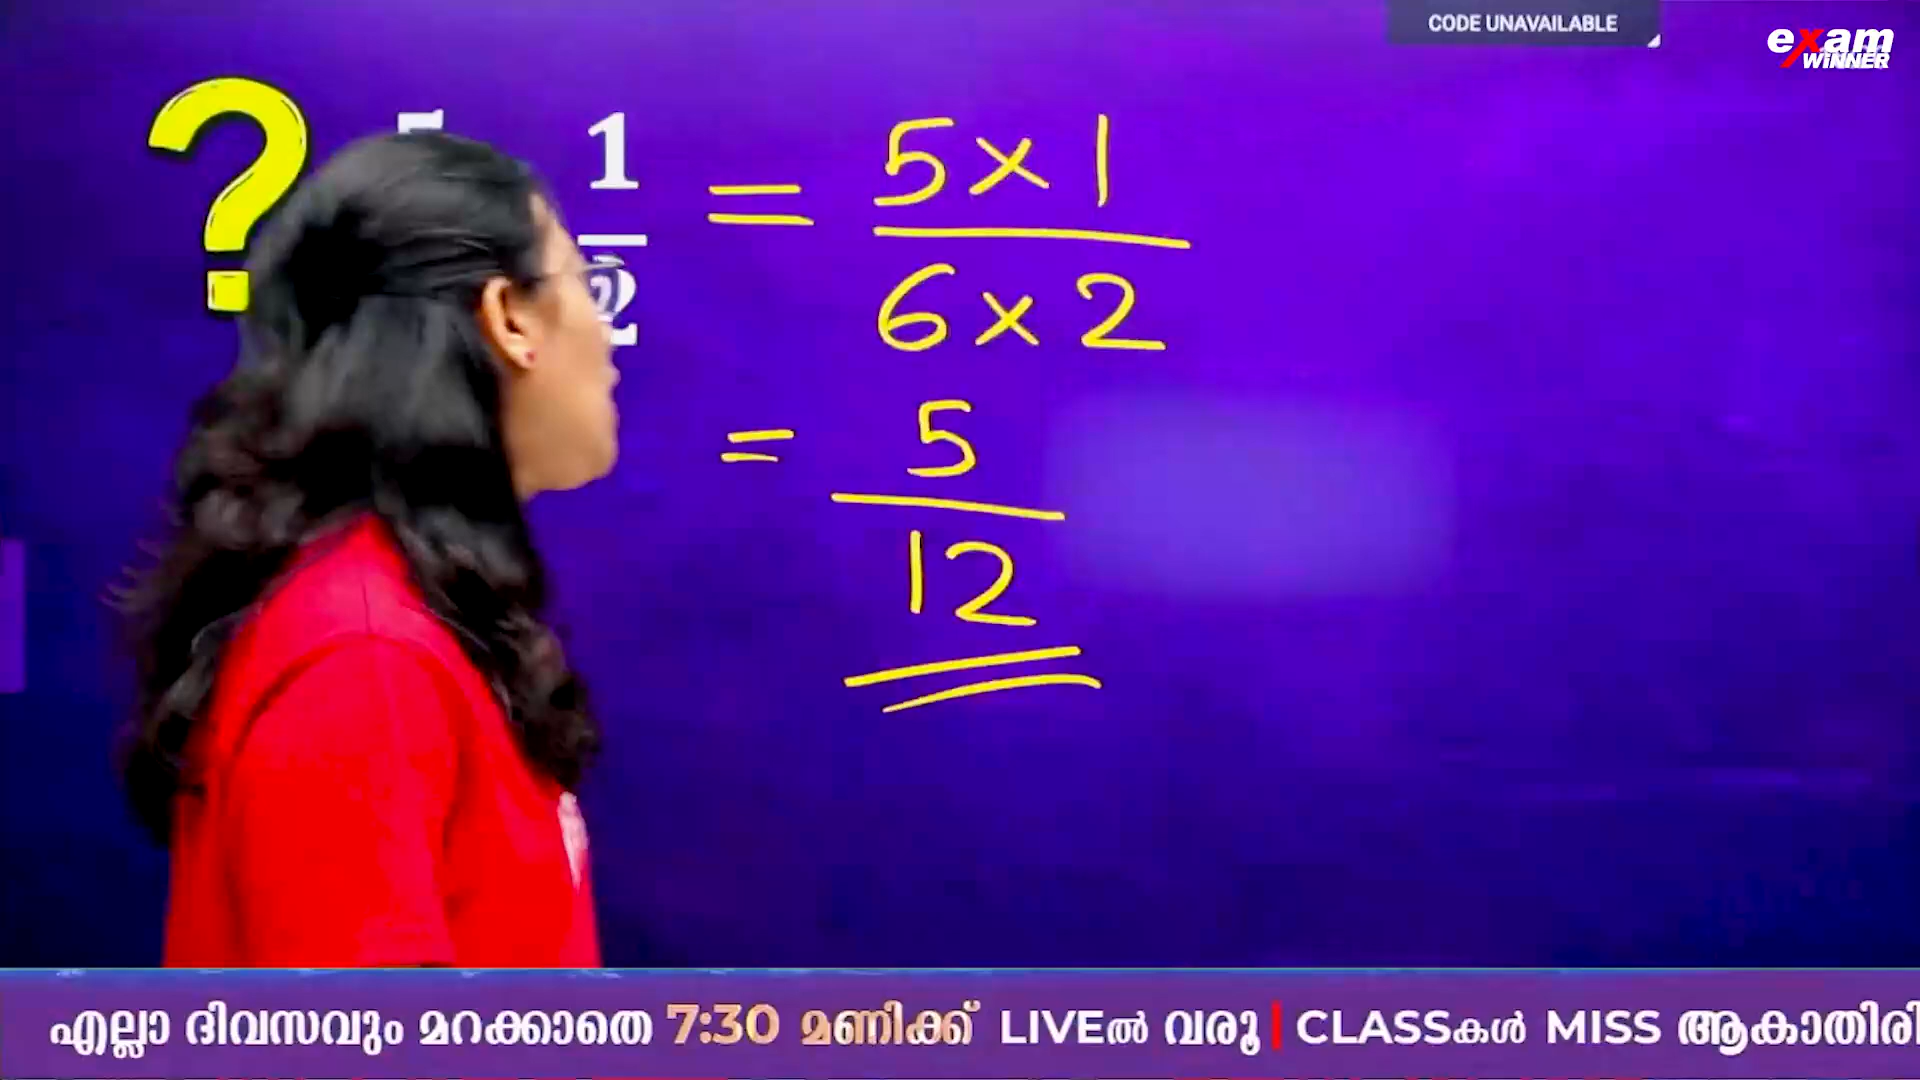 CODE UNAVAILABLE
exam
WINNER
?
1
2
= 5 x 1
6 x 2
= 5
12
എല്ലാ ദിവസവും മറക്കാതെ 7:30 മണിക്ക് LIVEൽ വരൂ | CLASSകൾ MISS ആകാതിരി